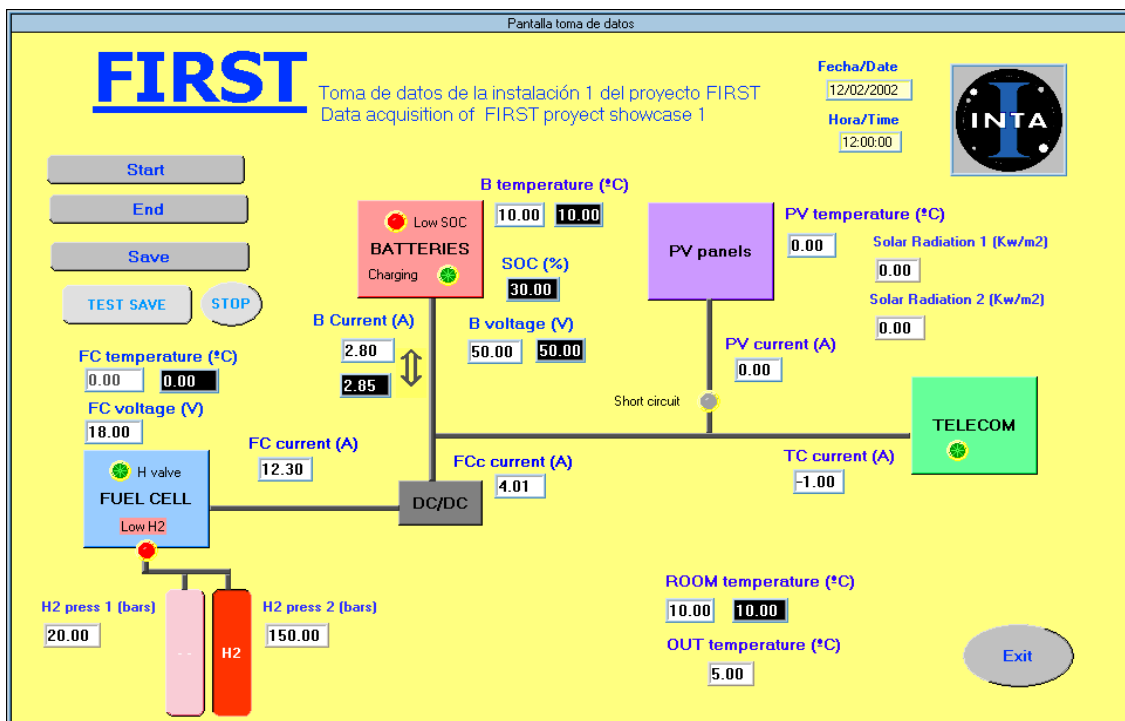 Pantalla toma de datos
FIRST
Toma de datos de la instalación 1 del proyecto FIRST
Data acquisition of FIRST proyect showcase 1
Fecha/Date
12/02/2002
Hora/Time
12:00:00
INTA
Start
End
Save
TEST SAVE
STOP
Low SOC
BATTERIES
Charging
B temperature (ºC)
10.00 10.00
SOC (%)
30.00
B Current (A)
2.80
2.85
B voltage (V)
50.00 50.00
PV panels
PV temperature (ºC)
0.00
Solar Radiation 1 (Kw/m2)
0.00
Solar Radiation 2 (Kw/m2)
0.00
PV current (A)
0.00
Short circuit
FC temperature (ºC)
0.00 0.00
FC voltage (V)
18.00
H valve
FUEL CELL
Low H2
FC current (A)
12.30
FCc current (A)
4.01
DC/DC
TELECOM
TC current (A)
-1.00
H2 press 1 (bars)
20.00
- -
H2
H2 press 2 (bars)
150.00
ROOM temperature (ºC)
10.00 10.00
OUT temperature (ºC)
5.00
Exit